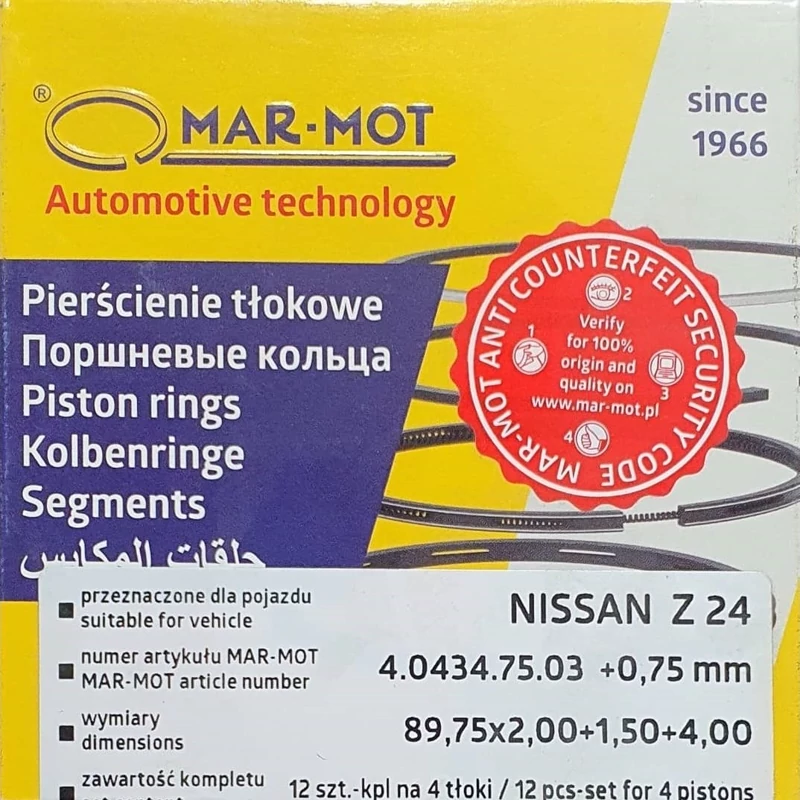 ® MAR-MOT
Automotive technology
since
1966
Pierścienie tłokowe
Поршневые кольца
Piston rings
Kolbenringe
Segments
حلقات المكابس
MAR-MOT ANTICOUNTERFEIT SECURITY CODE
1
2
3
4
Verify
for 100%
origin and
quality on
www.mar-mot.pl
przeznaczone dla pojazdu
suitable for vehicle
NISSAN Z 24
numer artykułu MAR-MOT
MAR-MOT article number
4.0434.75.03 +0,75 mm
wymiary
dimensions
89,75x2,00+1,50+4,00
zawartość kompletu
12 szt.-kpl na 4 tłoki / 12 pcs-set for 4 pistons